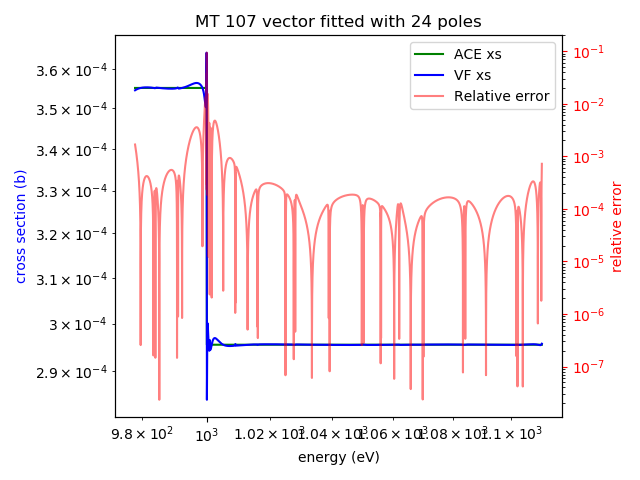 MT 107 vector fitted with 24 poles
ACE xs
VF xs
Relative error
3.6 × 10⁻⁴
3.5 × 10⁻⁴
3.4 × 10⁻⁴
3.3 × 10⁻⁴
3.2 × 10⁻⁴
3.1 × 10⁻⁴
3 × 10⁻⁴
2.9 × 10⁻⁴
cross section (b)
10⁻¹
10⁻²
10⁻³
10⁻⁴
10⁻⁵
10⁻⁶
10⁻⁷
relative error
9.8 × 10² 10³ 1.02 × 10³ 1.04 × 10³ 1.06 × 10³ 1.08 × 10³ 1.1 × 10³
energy (eV)